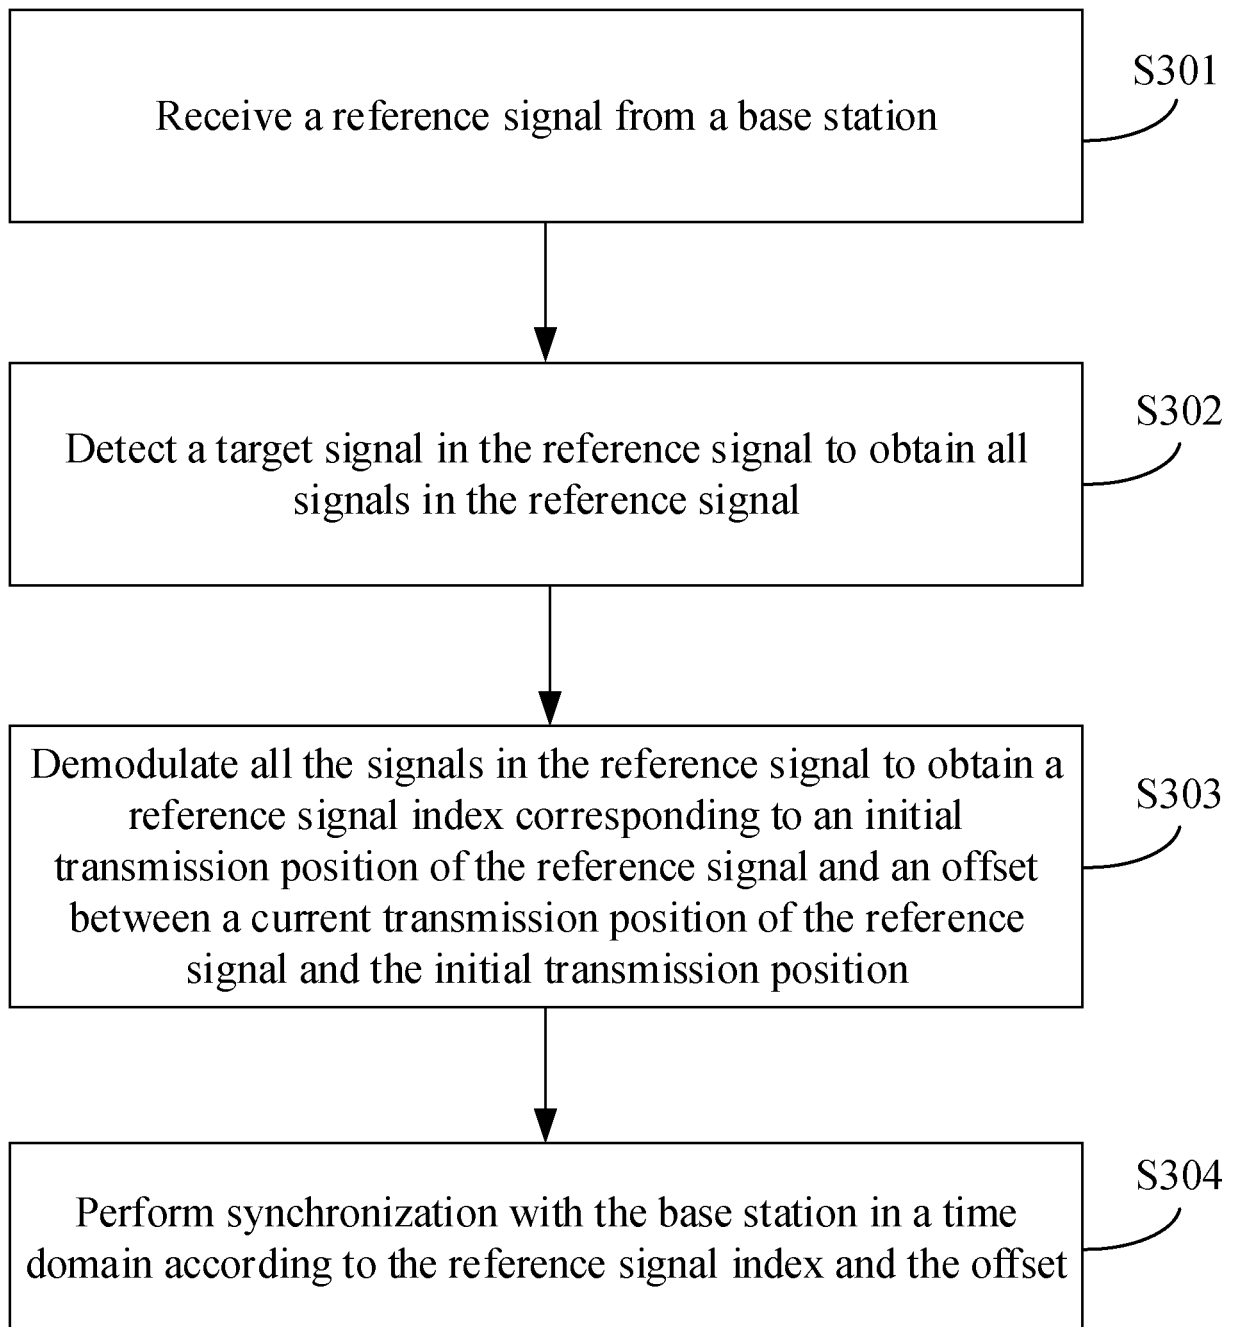 Receive a reference signal from a base station
S301
Detect a target signal in the reference signal to obtain all
signals in the reference signal
S302
Demodulate all the signals in the reference signal to obtain a
reference signal index corresponding to an initial
transmission position of the reference signal and an offset
between a current transmission position of the reference
signal and the initial transmission position
S303
Perform synchronization with the base station in a time
domain according to the reference signal index and the offset
S304